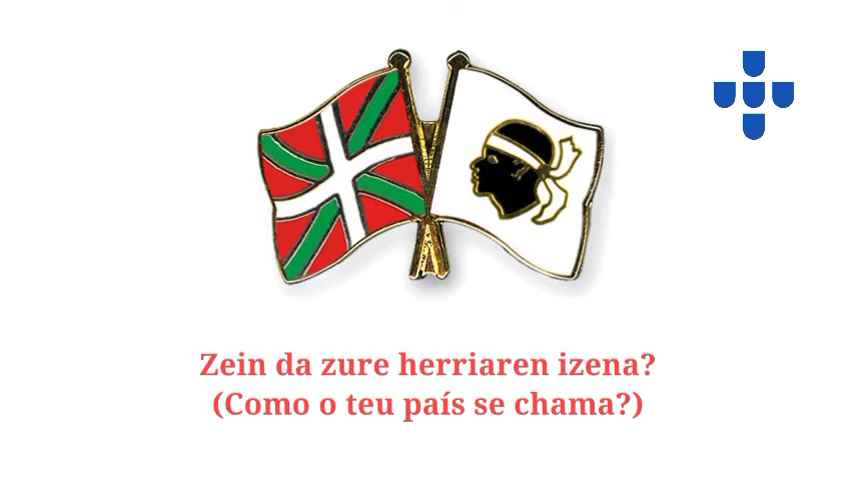 Zein da zure herriaren izena?
(Como o teu país se chama?)